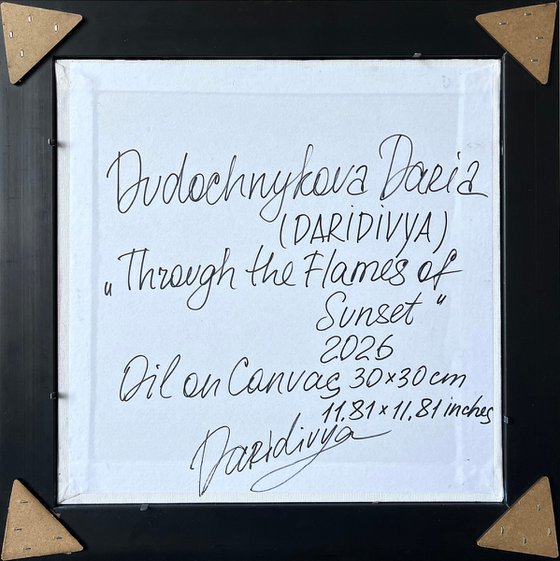 Dudochnykova Daria
(DARIDIVYA)
„Through the Flames of
Sunset"
2026
Oil on Canvas 30×30 cm
11,81×11,81 inches
Daridivya